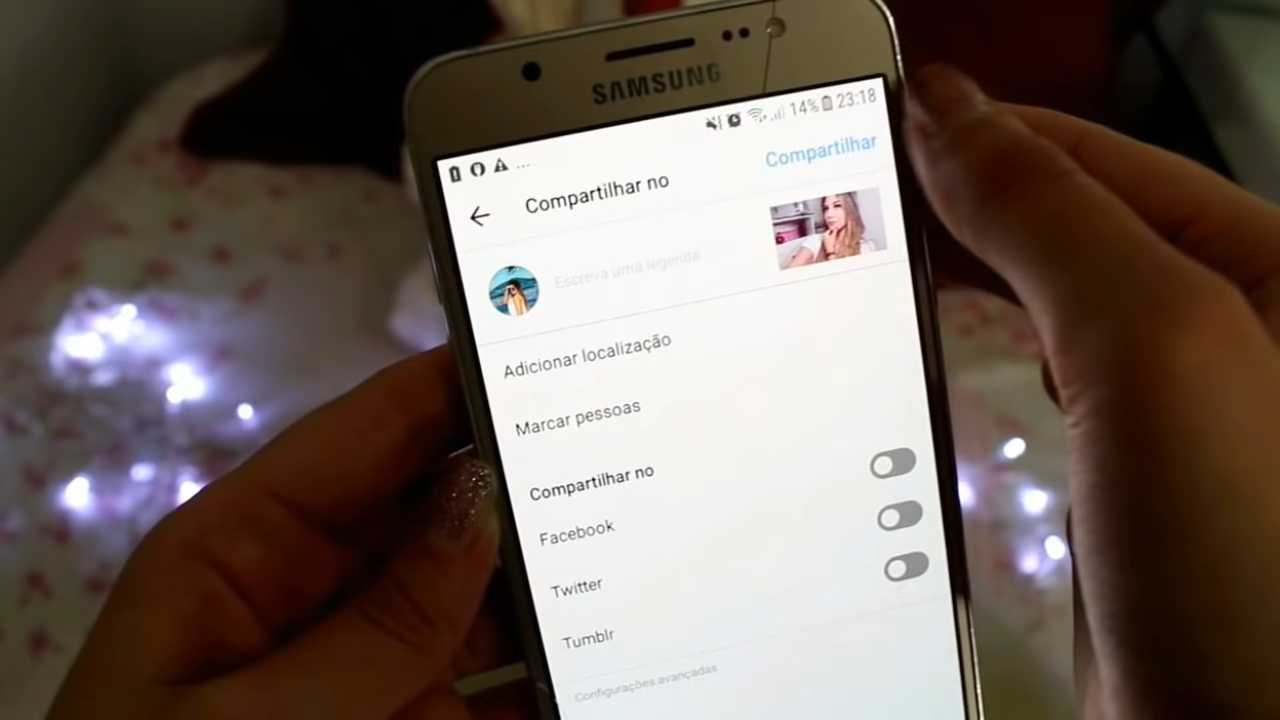 SAMSUNG
... 14% 23:18
Compartilhar no Compartilhar
Escreva uma legenda
Adicionar localização
Marcar pessoas
Compartilhar no
Facebook
Twitter
Tumblr
Configurações avançadas